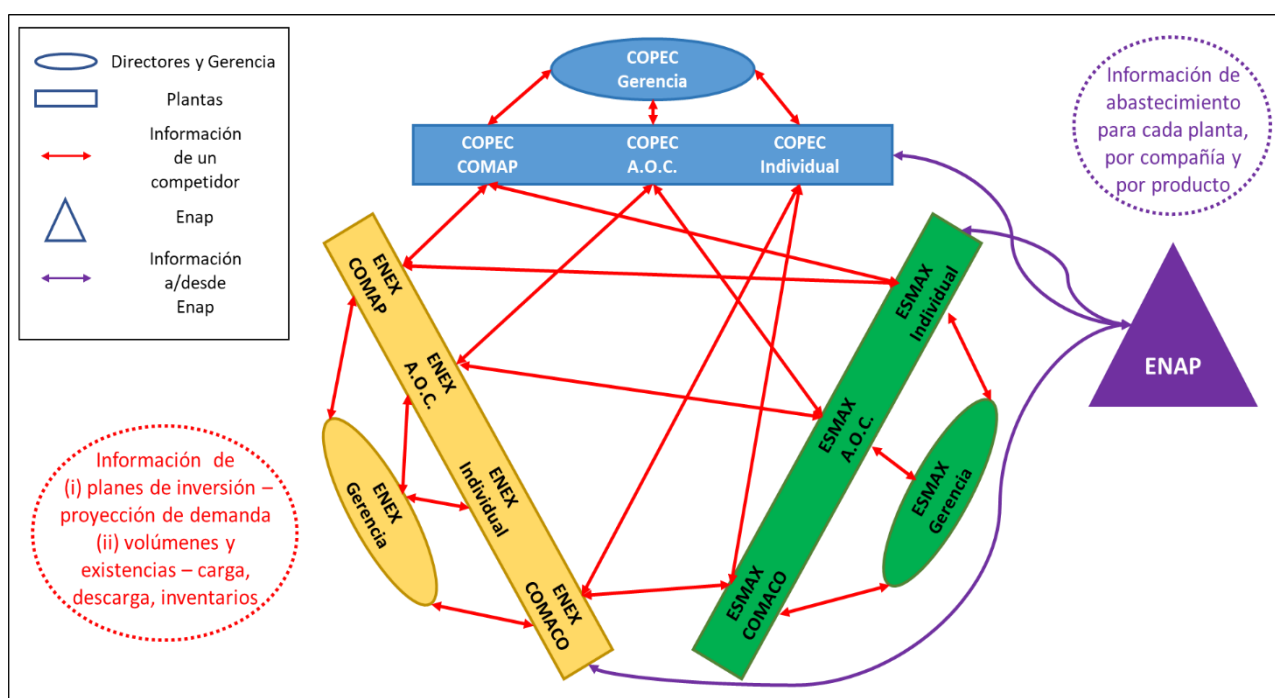 Directores y Gerencia
Plantas
Información
de un
competidor
Enap
Información
a/desde
Enap
COPEC
Gerencia
COPEC
COMAP
COPEC
A.O.C.
COPEC
Individual
Información de
abastecimiento
para cada planta,
por compañía y
por producto
ENEX
COMAP
ENEX
A.O.C.
ENEX
Individual
ENEX
COMACO
ENEX
Gerencia
ESMAX
Individual
ESMAX
A.O.C.
ESMAX
COMACO
ESMAX
Gerencia
ENAP
Información de
(i) planes de inversión –
proyección de demanda
(ii) volúmenes y
existencias – carga,
descarga, inventarios